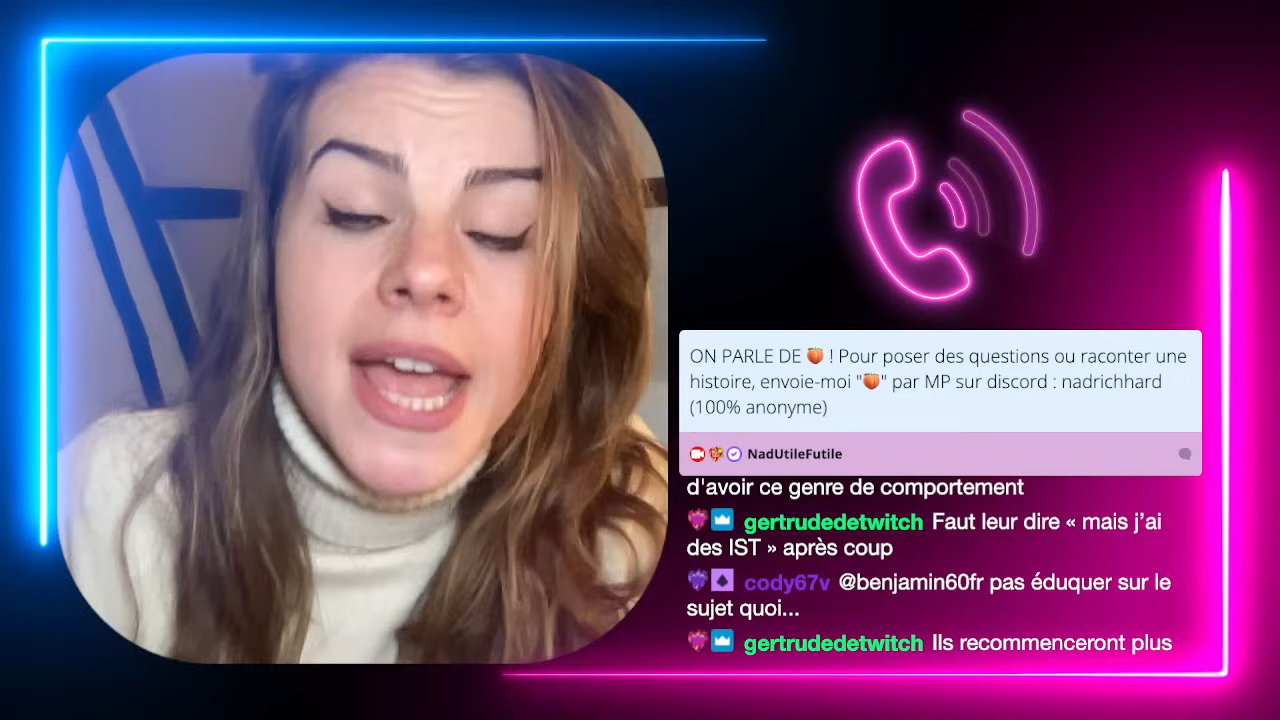 ON PARLE DE 🍑 ! Pour poser des questions ou raconter une
histoire, envoie-moi "🍑" par MP sur discord : nadrichhard
(100% anonyme)
NadUtileFutile
d'avoir ce genre de comportement
gertrudedetwitch Faut leur dire « mais j’ai
des IST » après coup
cody67v @benjamin60fr pas éduquer sur le
sujet quoi...
gertrudedetwitch Ils recommenceront plus